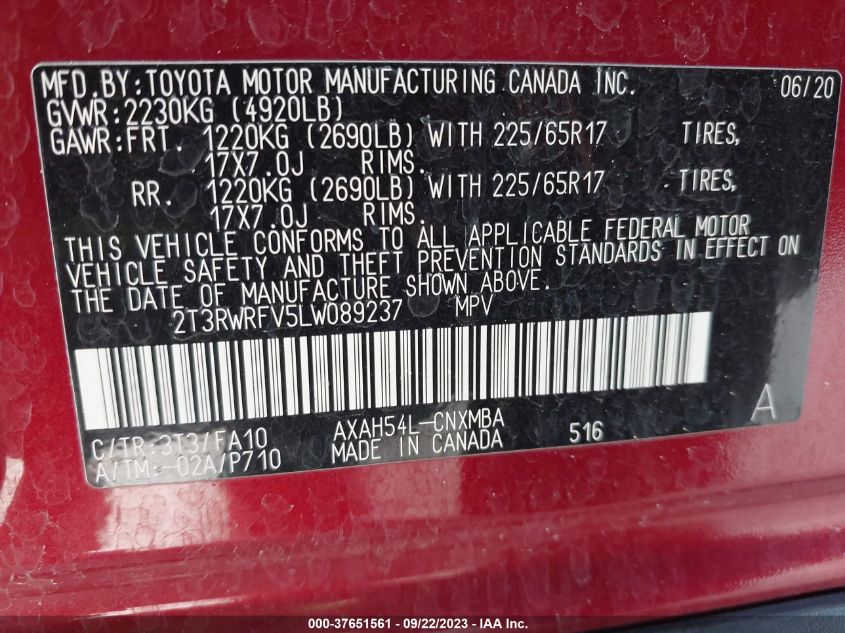 MFD.BY:TOYOTA MOTOR MANUFACTURING CANADA INC. 06/20
GVWR:2230KG (4920LB)
GAWR:FRT. 1220KG (2690LB) WITH 225/65R17 TIRES,
17X7.0J RIMS.
RR. 1220KG (2690LB) WITH 225/65R17 TIRES,
17X7.0J RIMS.
THIS VEHICLE CONFORMS TO ALL APPLICABLE FEDERAL MOTOR
VEHICLE SAFETY AND THEFT PREVENTION STANDARDS IN EFFECT ON
THE DATE OF MANUFACTURE SHOWN ABOVE.
2T3RWRFV5LW089237 MPV
C/TR:3T3/FA10 AXAH54L-CNXMBA 516 A
A/TM:-02A/P710 MADE IN CANADA
000-37651561 - 09/22/2023 - IAA Inc.